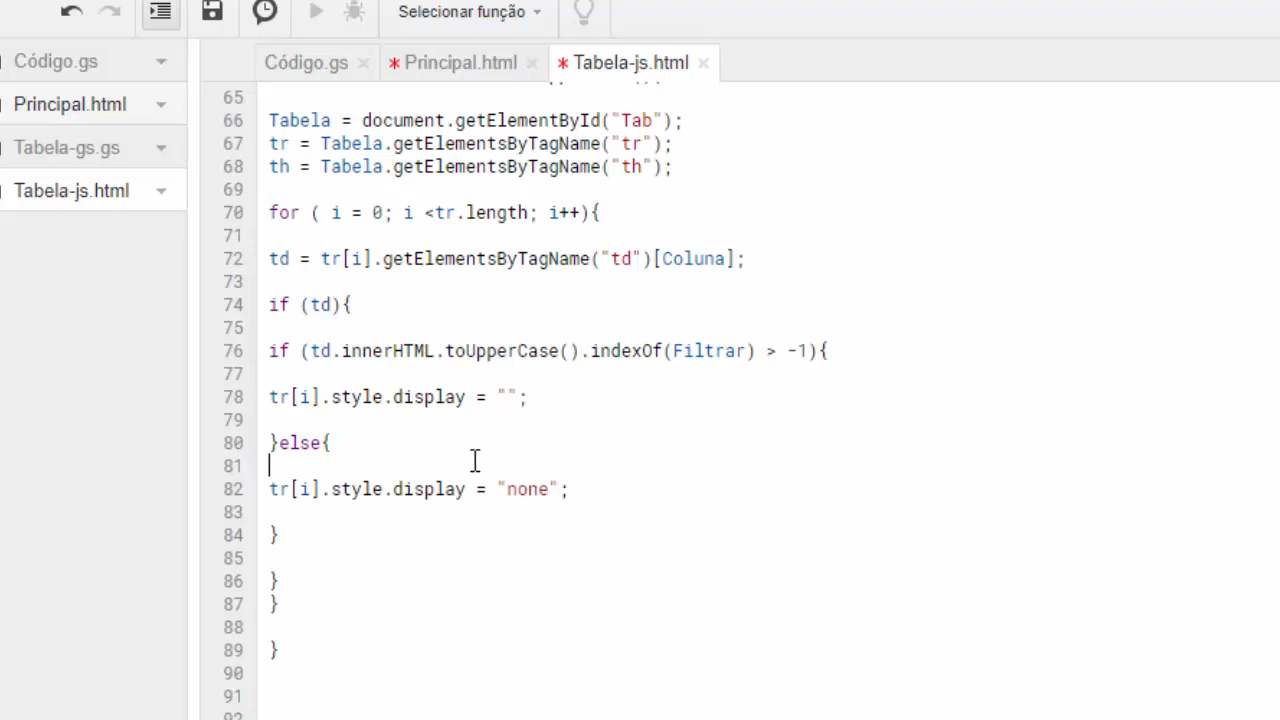 Selecionar função
Código.gs
Principal.html
Tabela-gs.gs
Tabela-js.html
Código.gs × * Principal.html × * Tabela-js.html ×
65
66 Tabela = document.getElementById("Tab");
67 tr = Tabela.getElementsByTagName("tr");
68 th = Tabela.getElementsByTagName("th");
69
70 for ( i = 0; i <tr.length; i++){
71
72 td = tr[i].getElementsByTagName("td")[Coluna];
73
74 if (td){
75
76 if (td.innerHTML.toUpperCase().indexOf(Filtrar) > -1){
77
78 tr[i].style.display = "";
79
80 }else{
81
82 tr[i].style.display = "none";
83
84 }
85
86 }
87 }
88
89 }
90
91
92